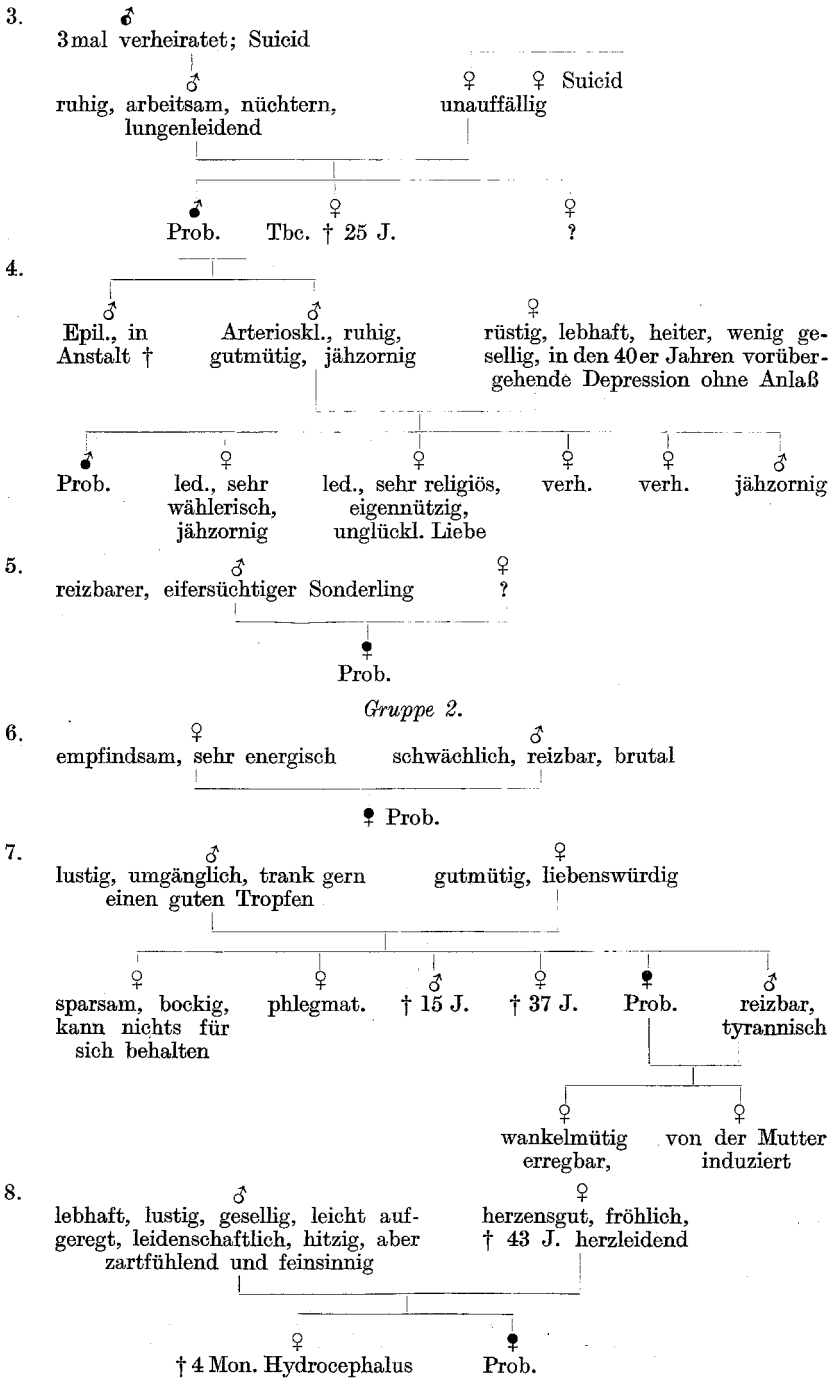 3. ♂
3mal verheiratet; Suicid
♂ ♀ ♀ Suicid
ruhig, arbeitsam, nüchtern, unauffällig
lungenleidend
♂ ♀ ♀
Prob. Tbc. † 25 J. ?
4.
♂ ♂ ♀
Epil., in Arterioskl., ruhig, rüstig, lebhaft, heiter, wenig ge-
Anstalt † gutmütig, jähzornig sellig, in den 40er Jahren vorüber-
gehende Depression ohne Anlaß
♂ ♀ ♀ ♀ ♀ ♂
Prob. led., sehr led., sehr religiös, verh. verh. jähzornig
wählerisch, eigennützig,
jähzornig unglückl. Liebe
5. ♂ ♀
reizbarer, eifersüchtiger Sonderling ?
♀
Prob.
Gruppe 2.
6. ♀ ♂
empfindsam, sehr energisch schwächlich, reizbar, brutal
♀ Prob.
7. ♂ ♀
lustig, umgänglich, trank gern gutmütig, liebenswürdig
einen guten Tropfen
♀ ♀ ♂ ♀ ♀ ♂
sparsam, bockig, phlegmat. † 15 J. † 37 J. Prob. reizbar,
kann nichts für tyrannisch
sich behalten
♀ ♀
wankelmütig von der Mutter
erregbar, induziert
8. ♂ ♀
lebhaft, lustig, gesellig, leicht auf- herzensgut, fröhlich,
geregt, leidenschaftlich, hitzig, aber † 43 J. herzleidend
zartfühlend und feinsinnig
♀ ♀
† 4 Mon. Hydrocephalus Prob.